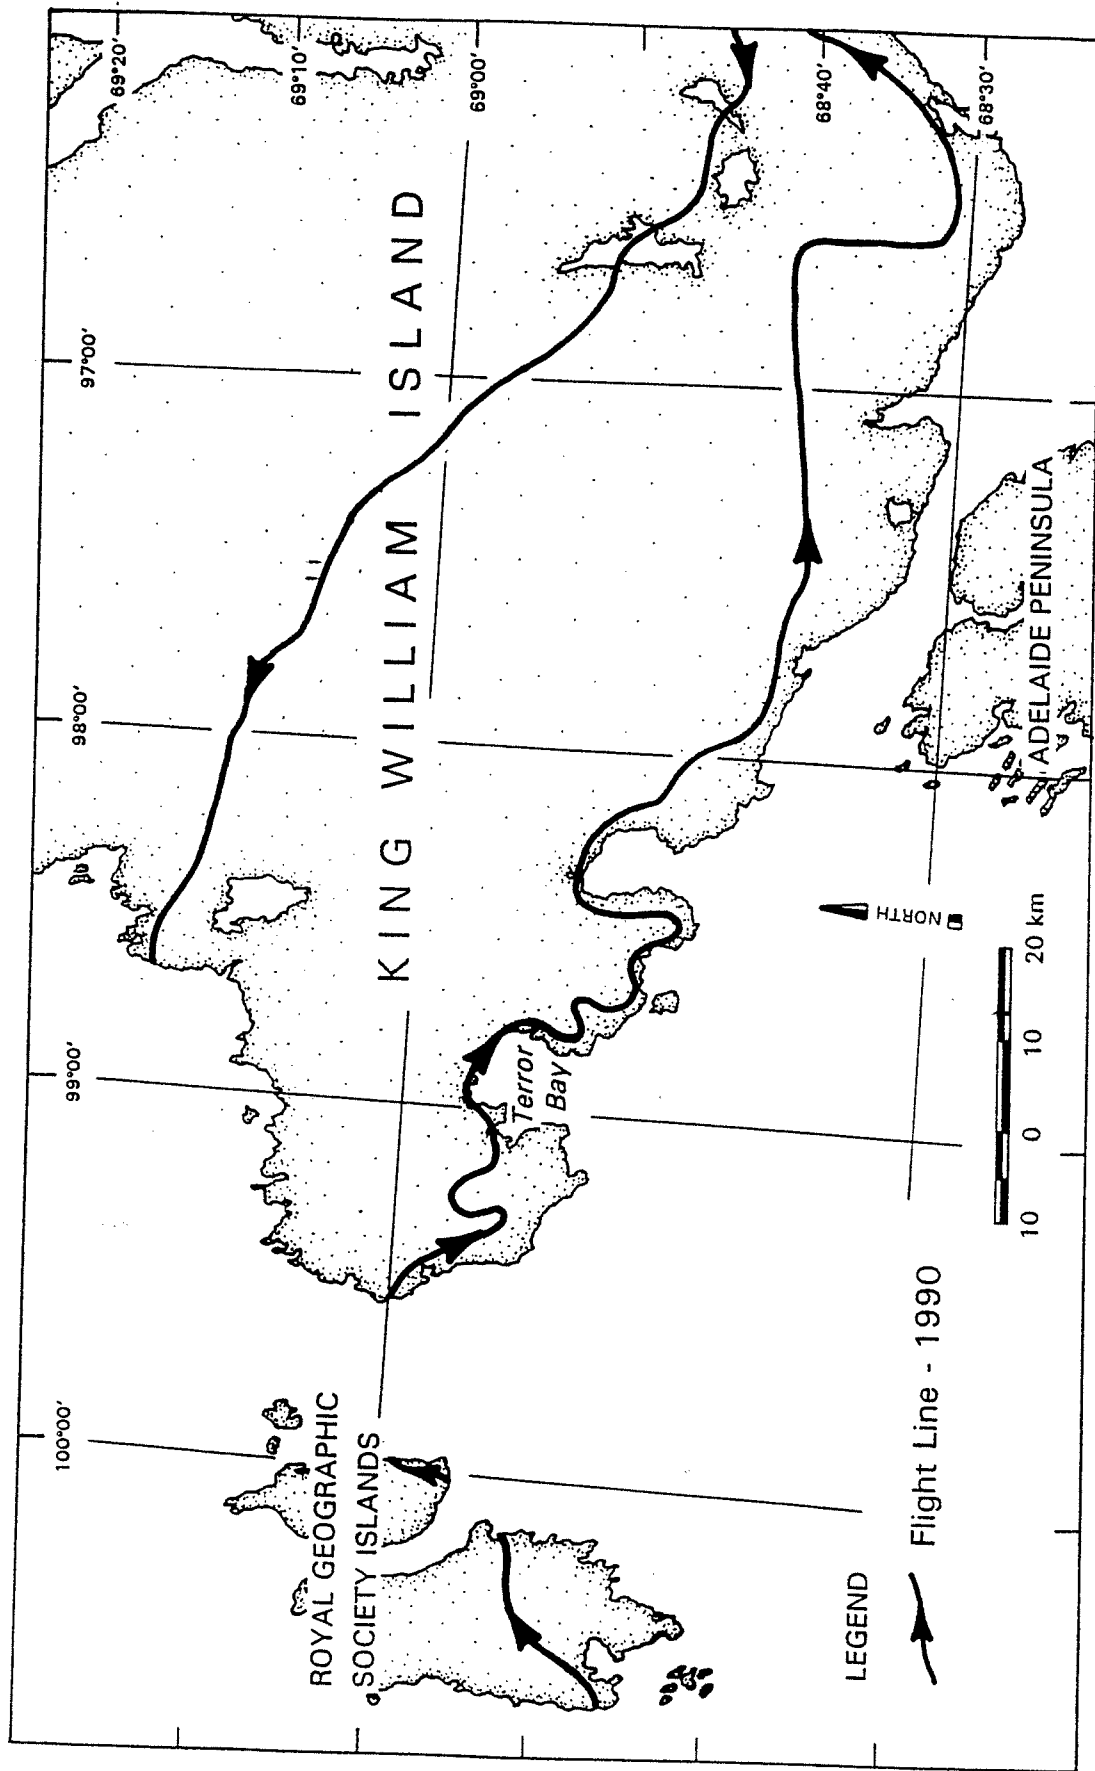 100°00'
99°00'
98°00'
97°00'
69°20'
69°10'
69°00'
68°40'
68°30'
ROYAL GEOGRAPHIC
SOCIETY ISLANDS
KING WILLIAM ISLAND
Terror
Bay
ADELAIDE PENINSULA
NORTH
LEGEND
Flight Line - 1990
10 0 10 20 km